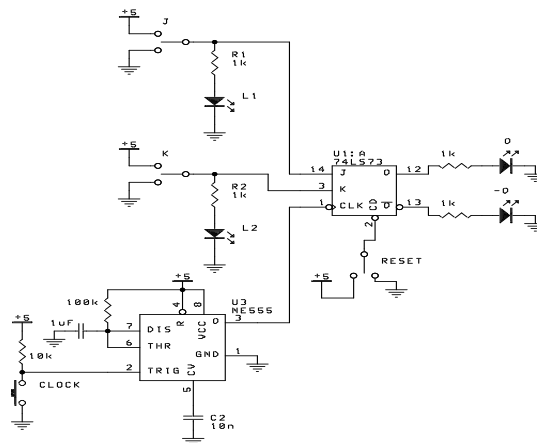 +5
J
R1
1k
L1
+5
K
R2
1k
L2
U1:A
74LS73
14
J
Q
12
3
K
1
CLK
CD
Q
13
2
1k
Q
1k
-Q
RESET
+5
+5
100k
4
8
U3
NE555
1uF
7
DIS
R
VCC
Q
3
6
THR
GND
1
2
TRIG
CV
5
+5
10k
CLOCK
C2
10n